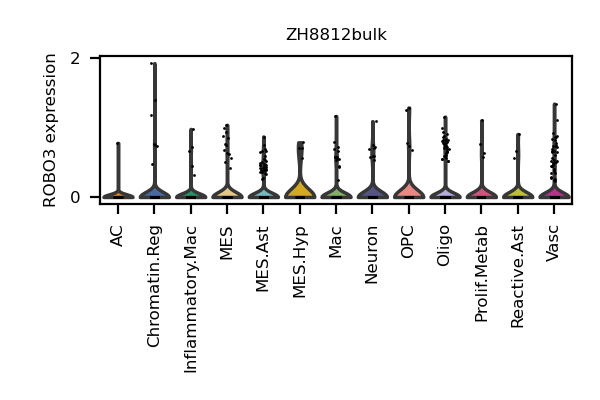 ZH8812bulk
ROBO3 expression
2
0
AC
Chromatin.Reg
Inflammatory.Mac
MES
MES.Ast
MES.Hyp
Mac
Neuron
OPC
Oligo
Prolif.Metab
Reactive.Ast
Vasc